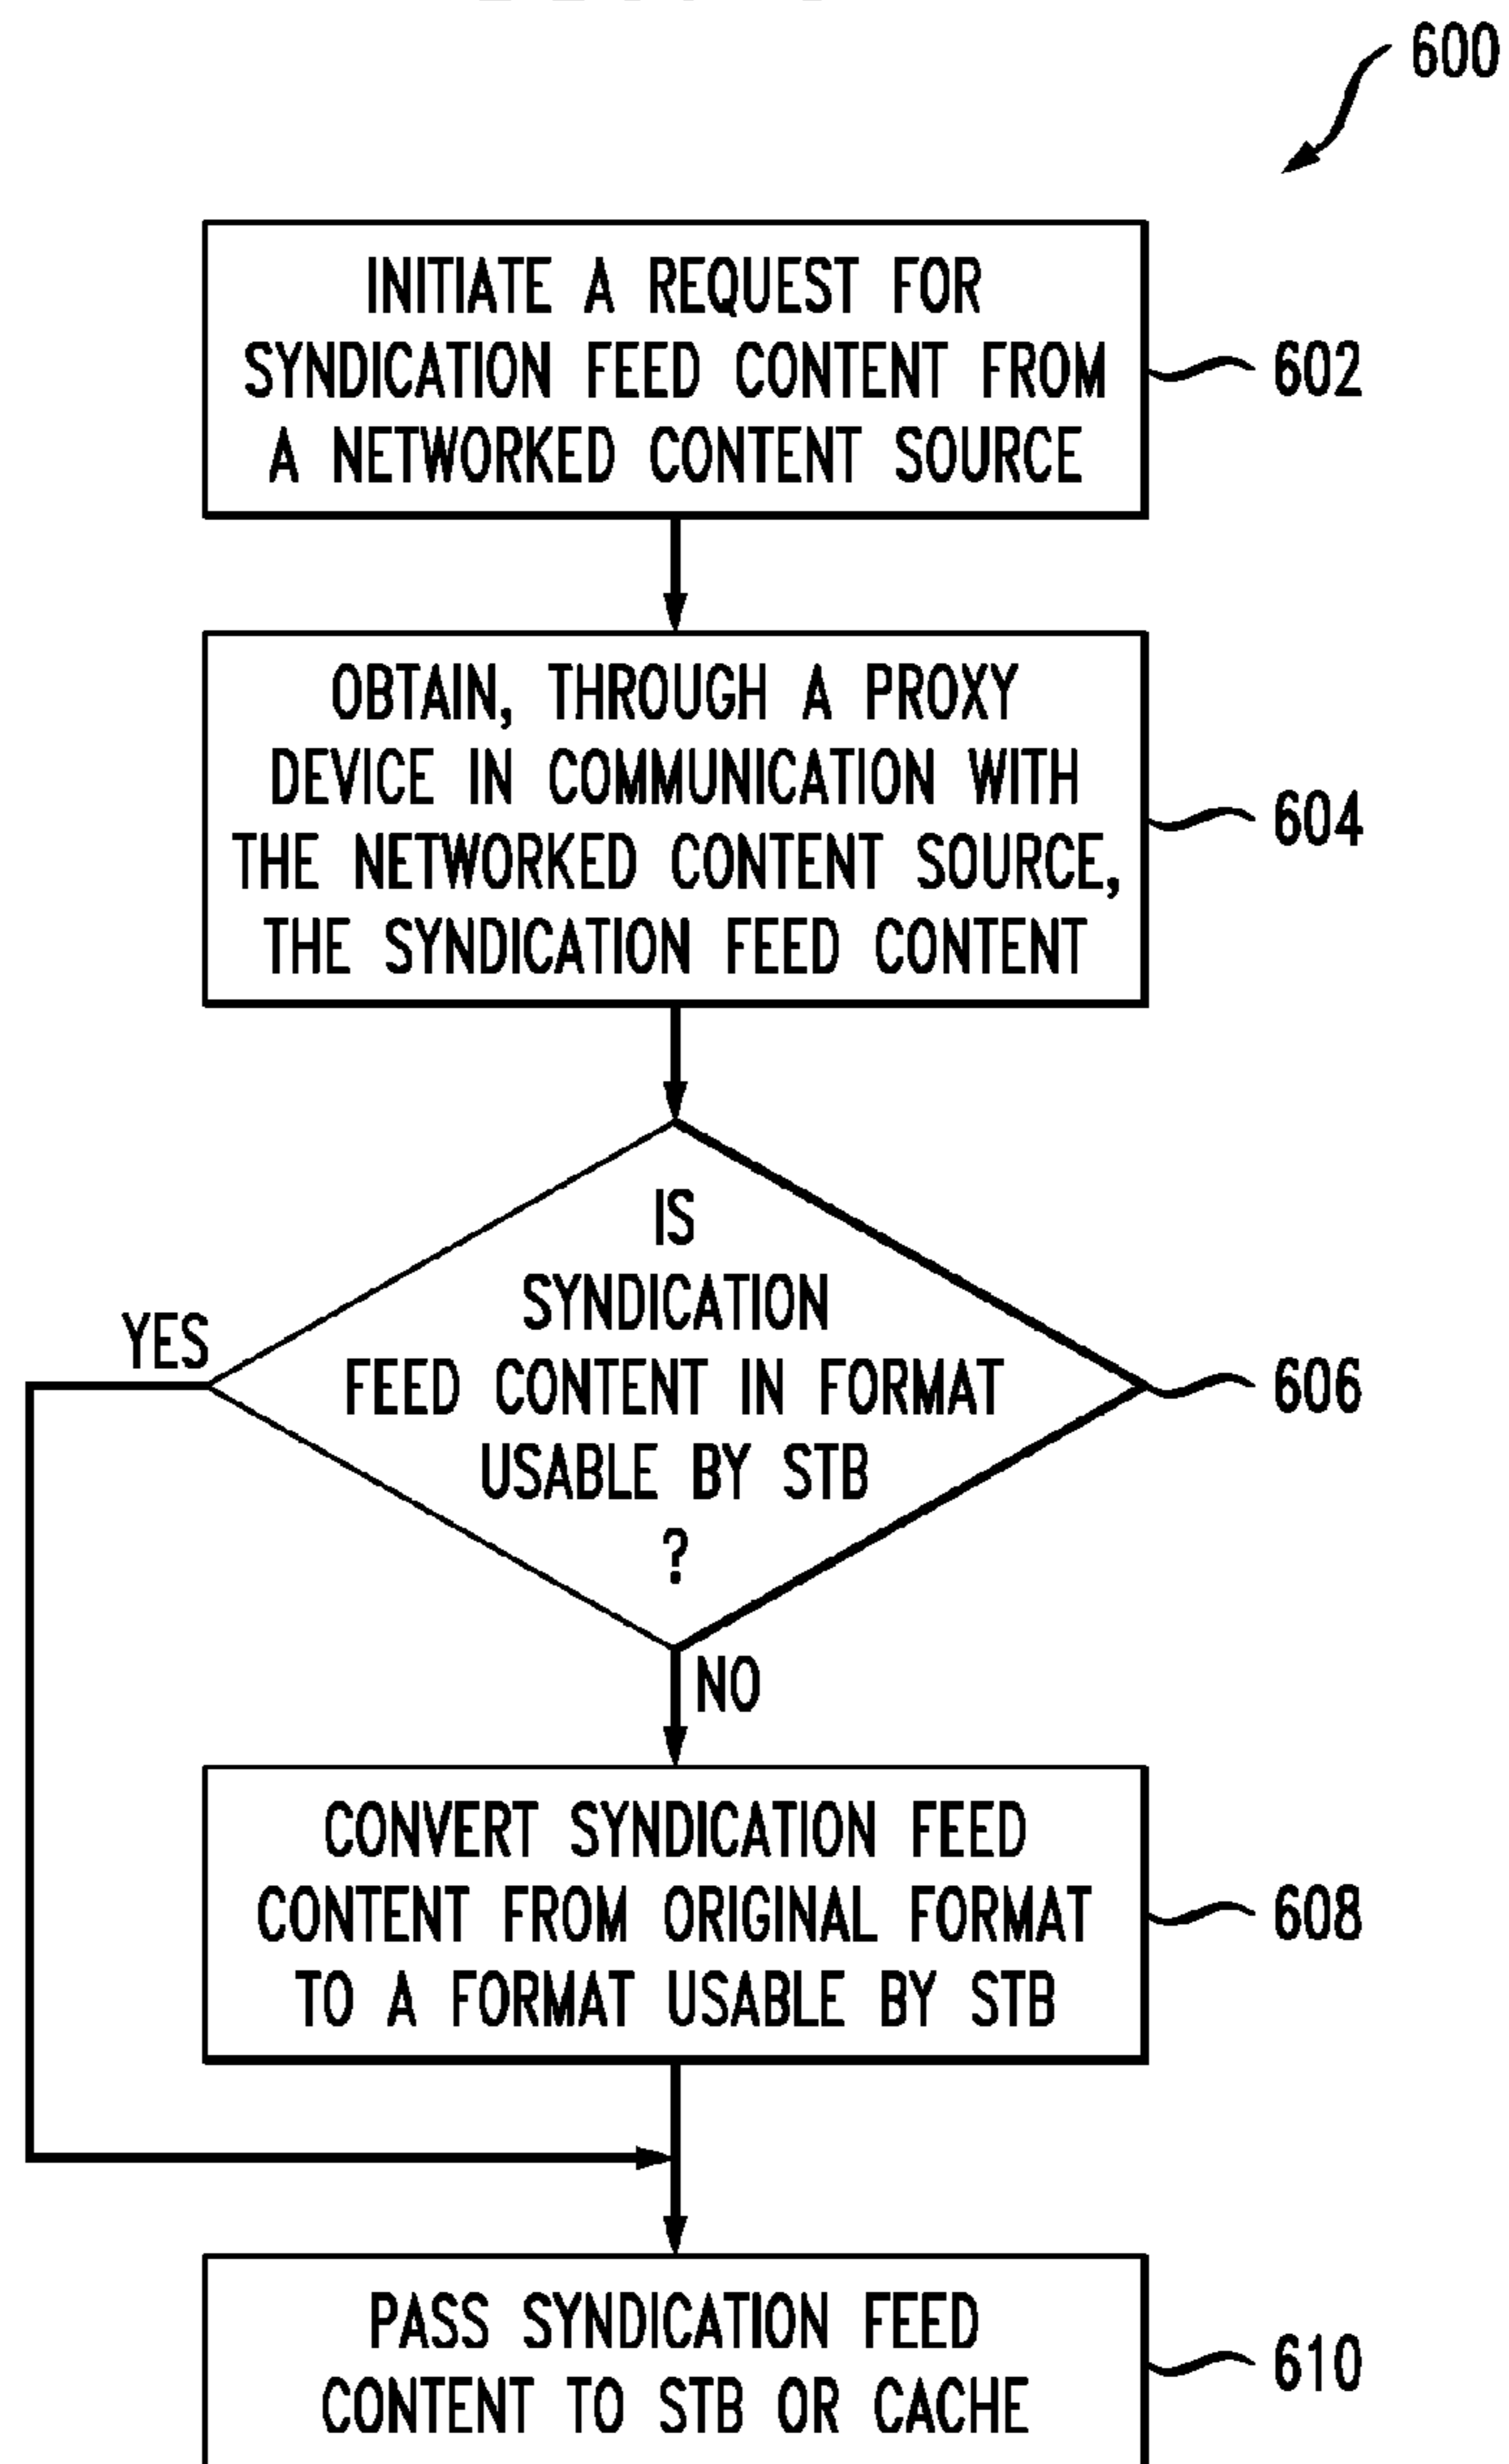 600
INITIATE A REQUEST FOR
SYNDICATION FEED CONTENT FROM
A NETWORKED CONTENT SOURCE
602
OBTAIN, THROUGH A PROXY
DEVICE IN COMMUNICATION WITH
THE NETWORKED CONTENT SOURCE,
THE SYNDICATION FEED CONTENT
604
IS
SYNDICATION
FEED CONTENT IN FORMAT
USABLE BY STB
?
606
YES
NO
CONVERT SYNDICATION FEED
CONTENT FROM ORIGINAL FORMAT
TO A FORMAT USABLE BY STB
608
PASS SYNDICATION FEED
CONTENT TO STB OR CACHE
610